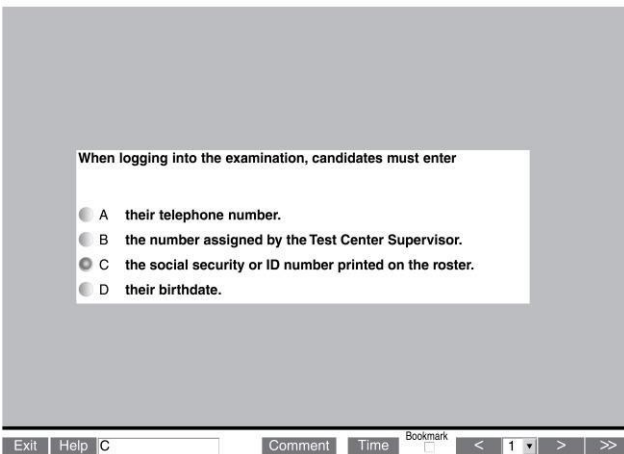 When logging into the examination, candidates must enter
A their telephone number.
B the number assigned by the Test Center Supervisor.
C the social security or ID number printed on the roster.
D their birthdate.
Bookmark
Exit Help C Comment Time < 1 > >>